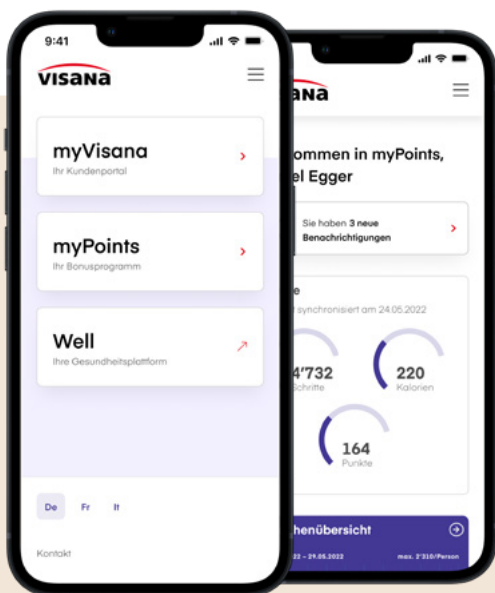 9:41
VISana
myVisana
Ihr Kundenportal
myPoints
Ihr Bonusprogramm
Well
Ihre Gesundheitsplattform
De Fr It
Kontakt
ana
ommen in myPoints,
el Egger
Sie haben 3 neue
Benachrichtigungen
e
t synchronisiert am 24.05.2022
4'732
Schritte
220
Kalorien
164
Punkte
henübersicht
22 – 29.05.2022
max. 2'310/Person